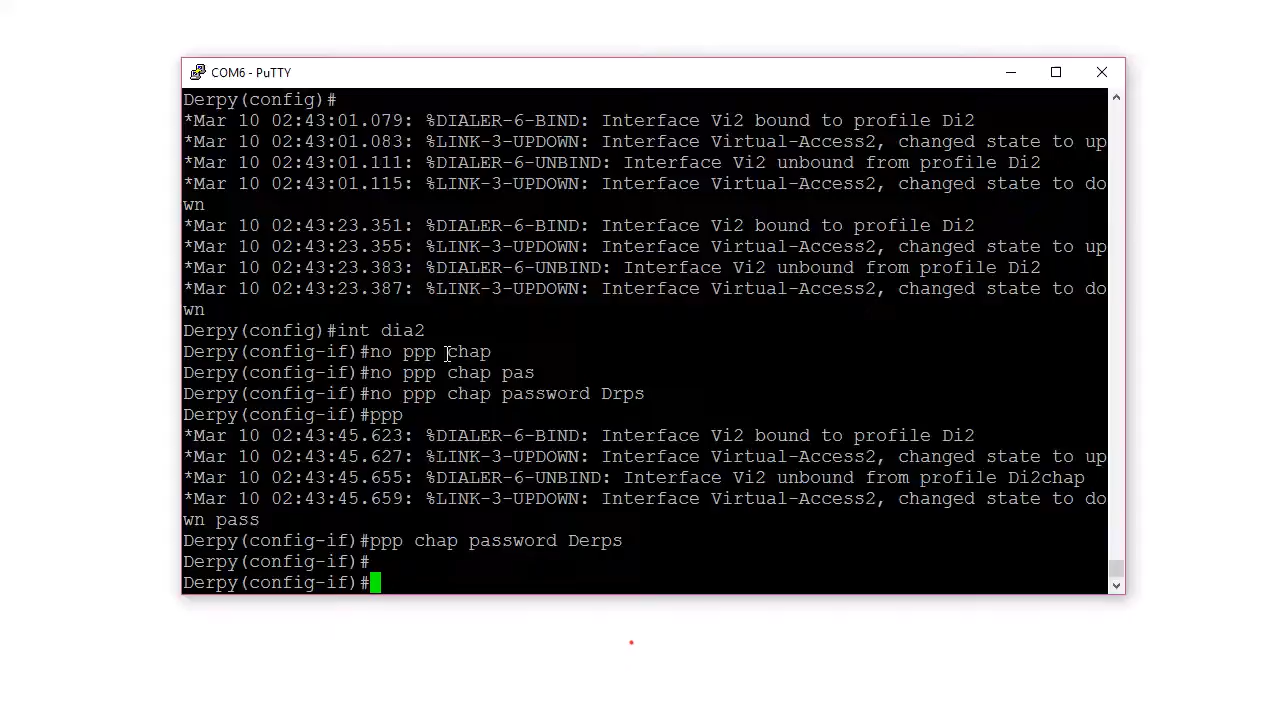 COM6 - PuTTY
Derpy(config)#
*Mar 10 02:43:01.079: %DIALER-6-BIND: Interface Vi2 bound to profile Di2
*Mar 10 02:43:01.083: %LINK-3-UPDOWN: Interface Virtual-Access2, changed state to up
*Mar 10 02:43:01.111: %DIALER-6-UNBIND: Interface Vi2 unbound from profile Di2
*Mar 10 02:43:01.115: %LINK-3-UPDOWN: Interface Virtual-Access2, changed state to do
wn
*Mar 10 02:43:23.351: %DIALER-6-BIND: Interface Vi2 bound to profile Di2
*Mar 10 02:43:23.355: %LINK-3-UPDOWN: Interface Virtual-Access2, changed state to up
*Mar 10 02:43:23.383: %DIALER-6-UNBIND: Interface Vi2 unbound from profile Di2
*Mar 10 02:43:23.387: %LINK-3-UPDOWN: Interface Virtual-Access2, changed state to do
wn
Derpy(config)#int dia2
Derpy(config-if)#no ppp chap
Derpy(config-if)#no ppp chap pas
Derpy(config-if)#no ppp chap password Drps
Derpy(config-if)#ppp
*Mar 10 02:43:45.623: %DIALER-6-BIND: Interface Vi2 bound to profile Di2
*Mar 10 02:43:45.627: %LINK-3-UPDOWN: Interface Virtual-Access2, changed state to up
*Mar 10 02:43:45.655: %DIALER-6-UNBIND: Interface Vi2 unbound from profile Di2chap
*Mar 10 02:43:45.659: %LINK-3-UPDOWN: Interface Virtual-Access2, changed state to do
wn pass
Derpy(config-if)#ppp chap password Derps
Derpy(config-if)#
Derpy(config-if)#